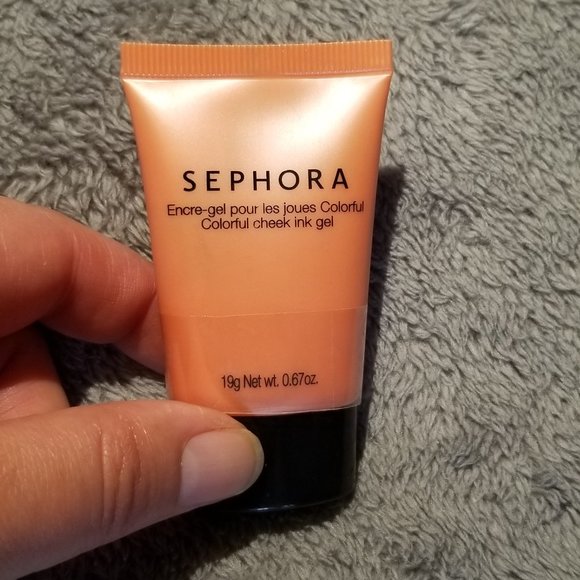 SEPHORA
Encre-gel pour les joues Colorful
Colorful cheek ink gel
19g Net wt. 0.67oz.